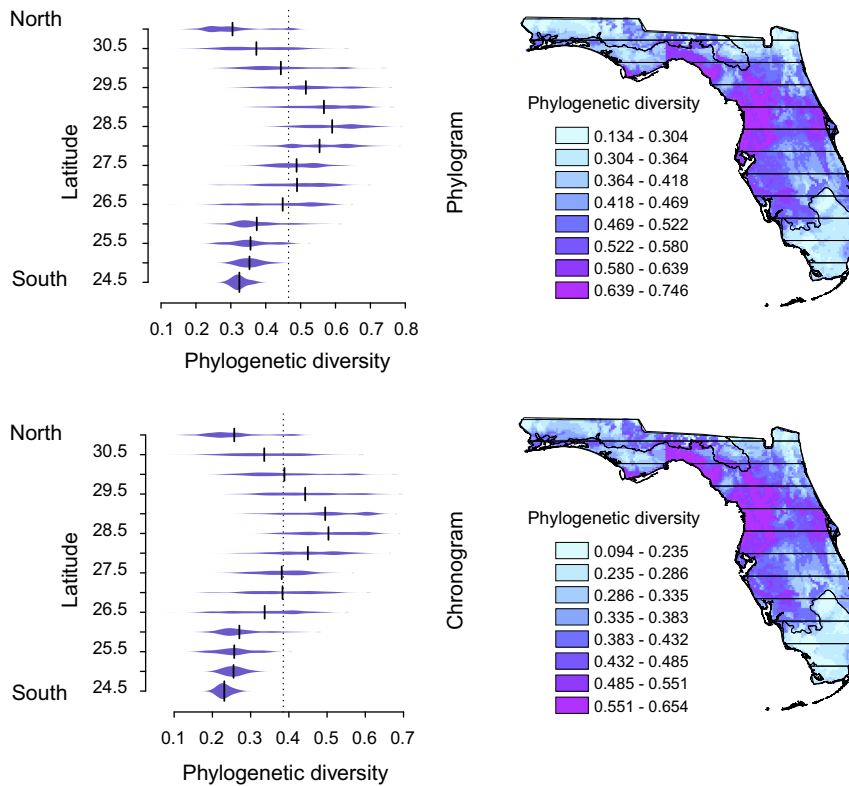 North
30.5
29.5
28.5
27.5
26.5
25.5
24.5
South
Latitude
0.1 0.2 0.3 0.4 0.5 0.6 0.7 0.8
Phylogenetic diversity
Phylogram
Phylogenetic diversity
0.134 - 0.304
0.304 - 0.364
0.364 - 0.418
0.418 - 0.469
0.469 - 0.522
0.522 - 0.580
0.580 - 0.639
0.639 - 0.746
North
30.5
29.5
28.5
27.5
26.5
25.5
24.5
South
Latitude
0.1 0.2 0.3 0.4 0.5 0.6 0.7
Phylogenetic diversity
Chronogram
Phylogenetic diversity
0.094 - 0.235
0.235 - 0.286
0.286 - 0.335
0.335 - 0.383
0.383 - 0.432
0.432 - 0.485
0.485 - 0.551
0.551 - 0.654